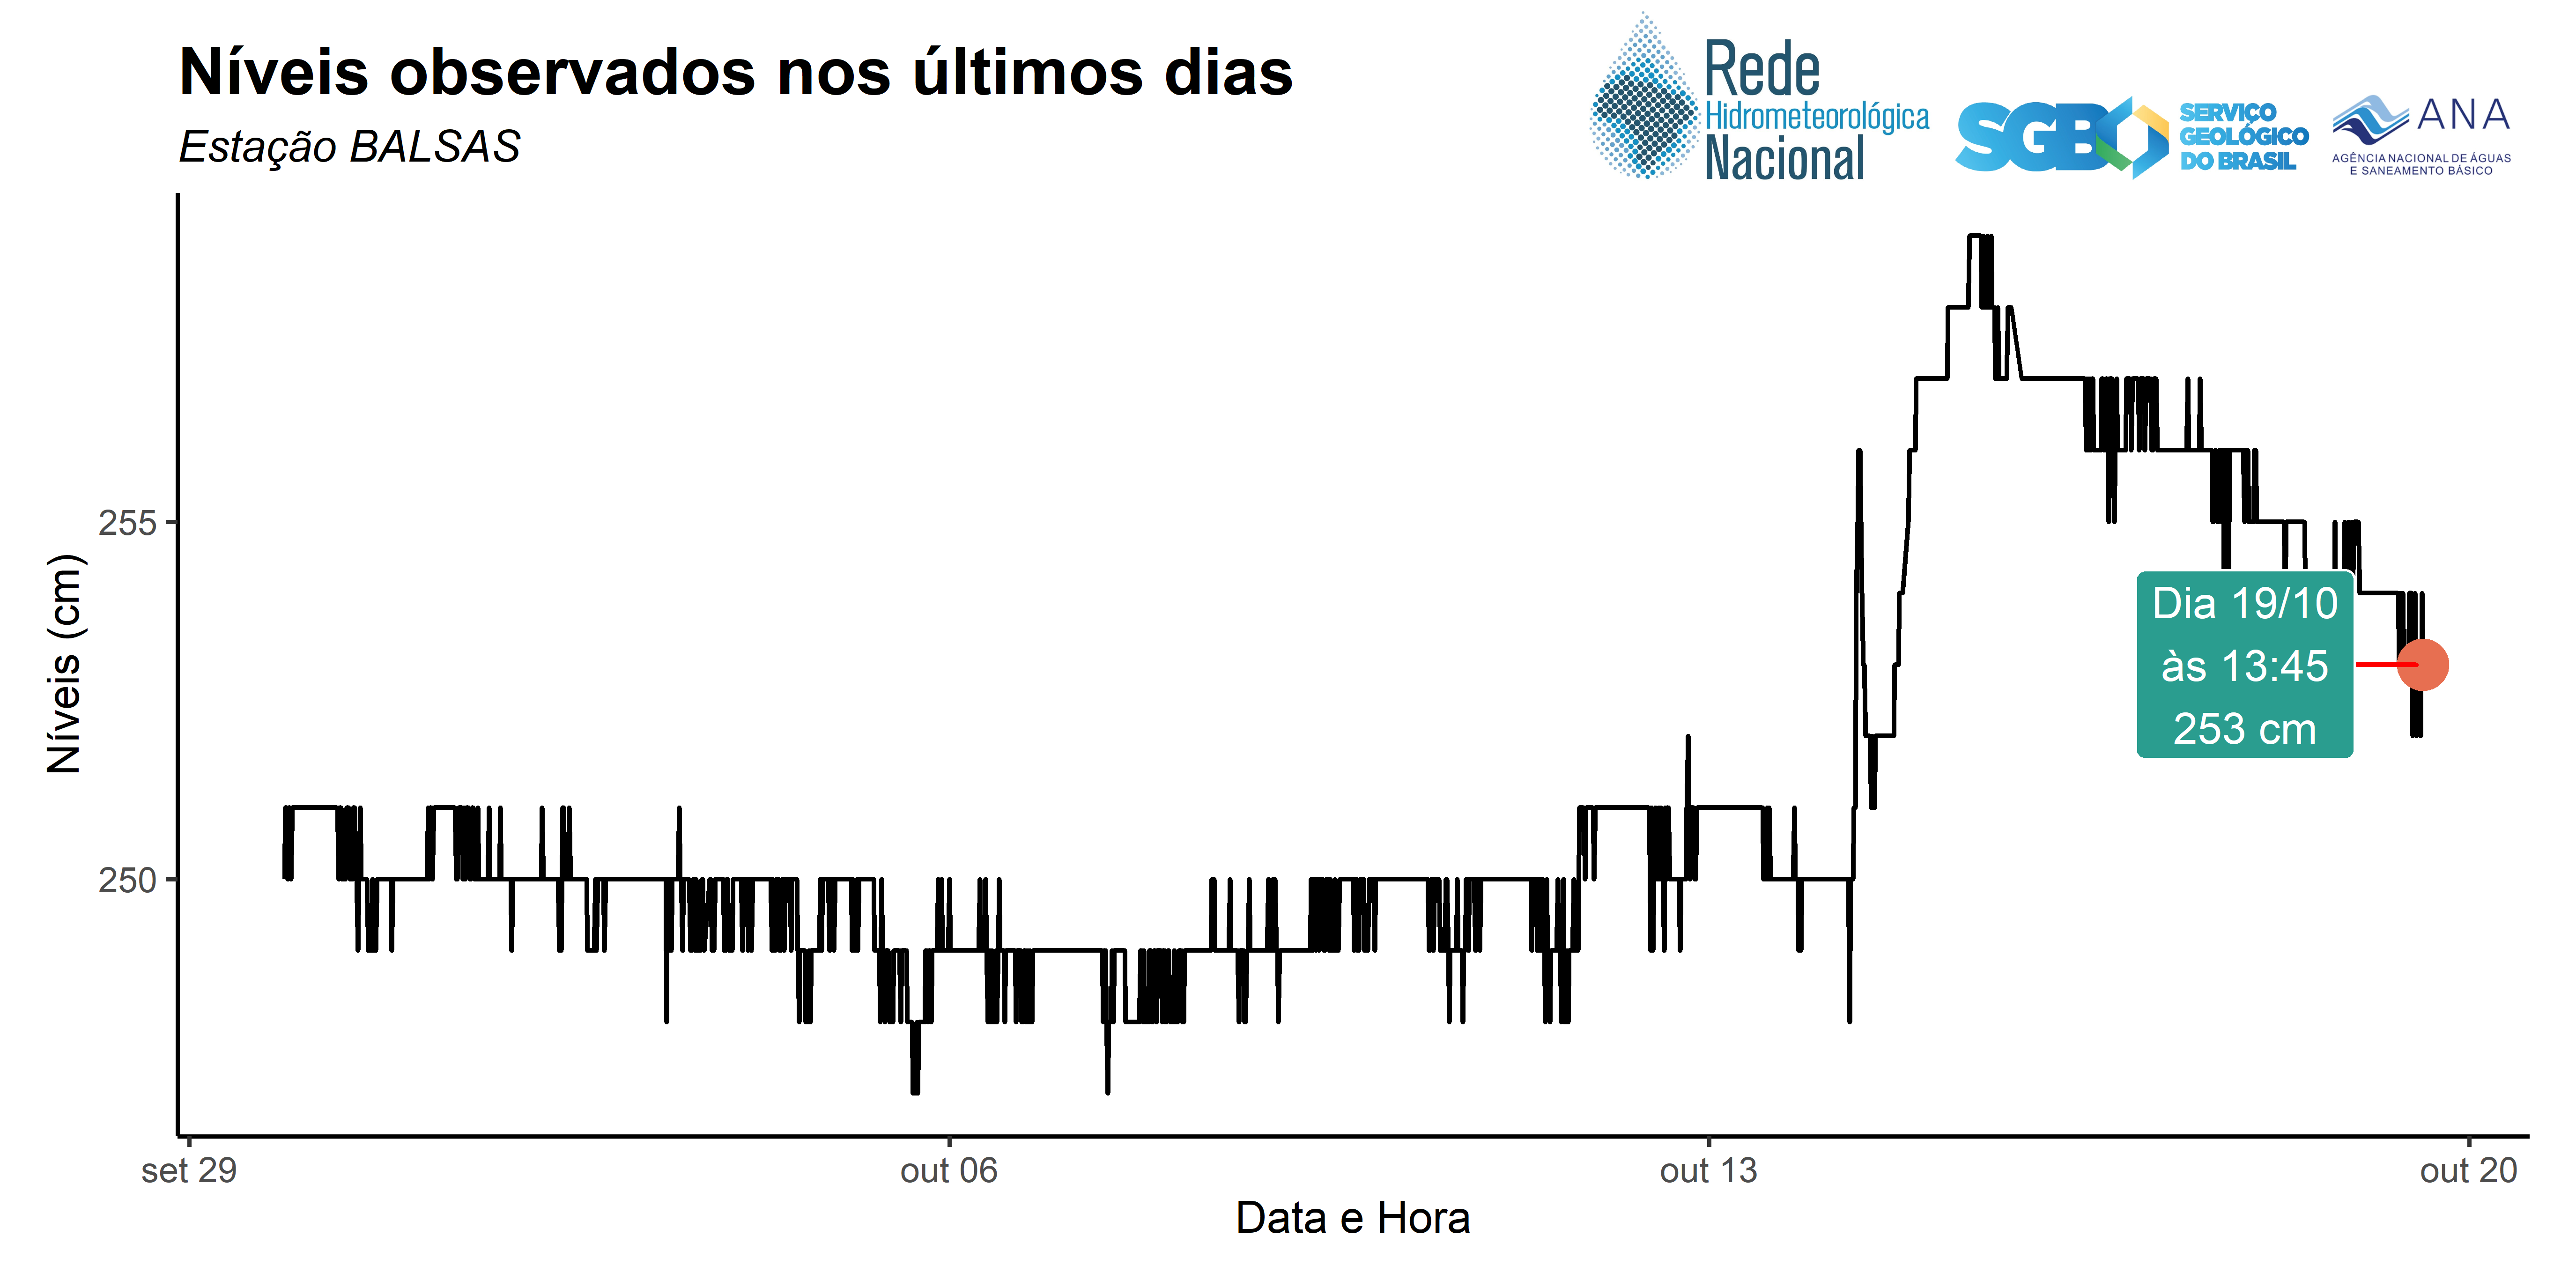 Níveis observados nos últimos dias
Estação BALSAS
Rede
Hidrometeorológica
Nacional
SGB
SERVIÇO
GEOLÓGICO
DO BRASIL
ANA
AGÊNCIA NACIONAL DE ÁGUAS
E SANEAMENTO BÁSICO
Níveis (cm)
255
250
Dia 19/10
às 13:45
253 cm
set 29
out 06
out 13
out 20
Data e Hora